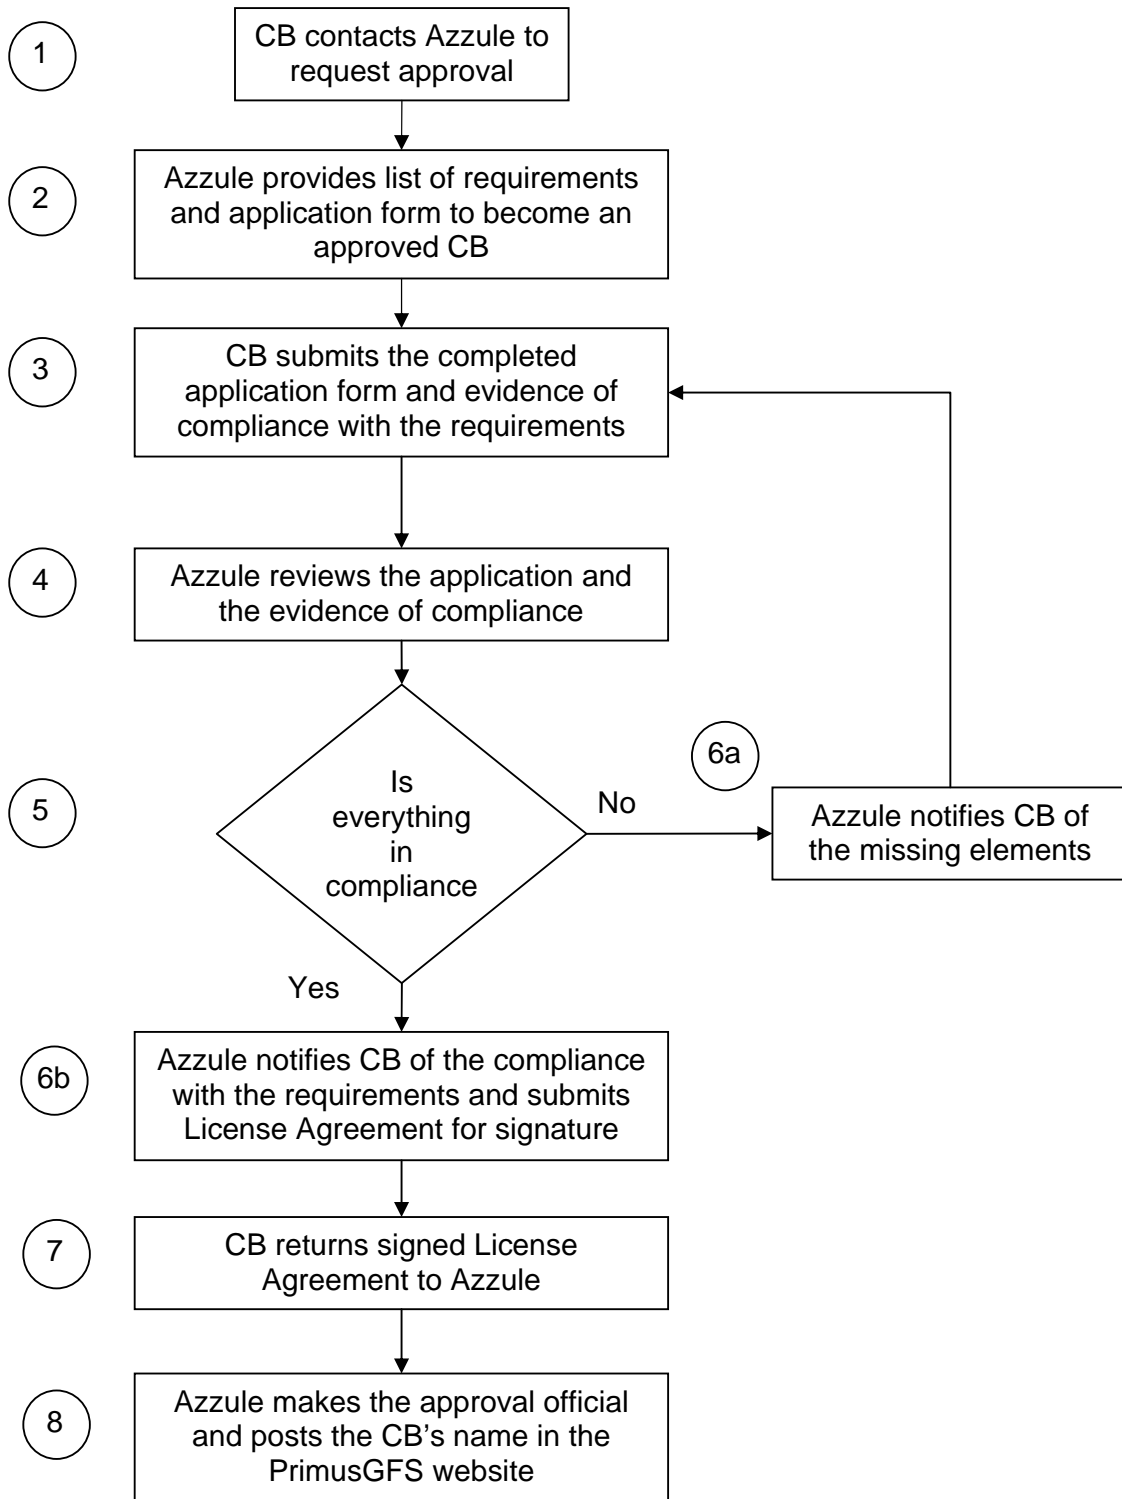 1
CB contacts Azzule to
request approval
2
Azzule provides list of requirements
and application form to become an
approved CB
3
CB submits the completed
application form and evidence of
compliance with the requirements
4
Azzule reviews the application and
the evidence of compliance
5
Is
everything
in
compliance
No
6a
Azzule notifies CB of
the missing elements
Yes
6b
Azzule notifies CB of the compliance
with the requirements and submits
License Agreement for signature
7
CB returns signed License
Agreement to Azzule
8
Azzule makes the approval official
and posts the CB’s name in the
PrimusGFS website